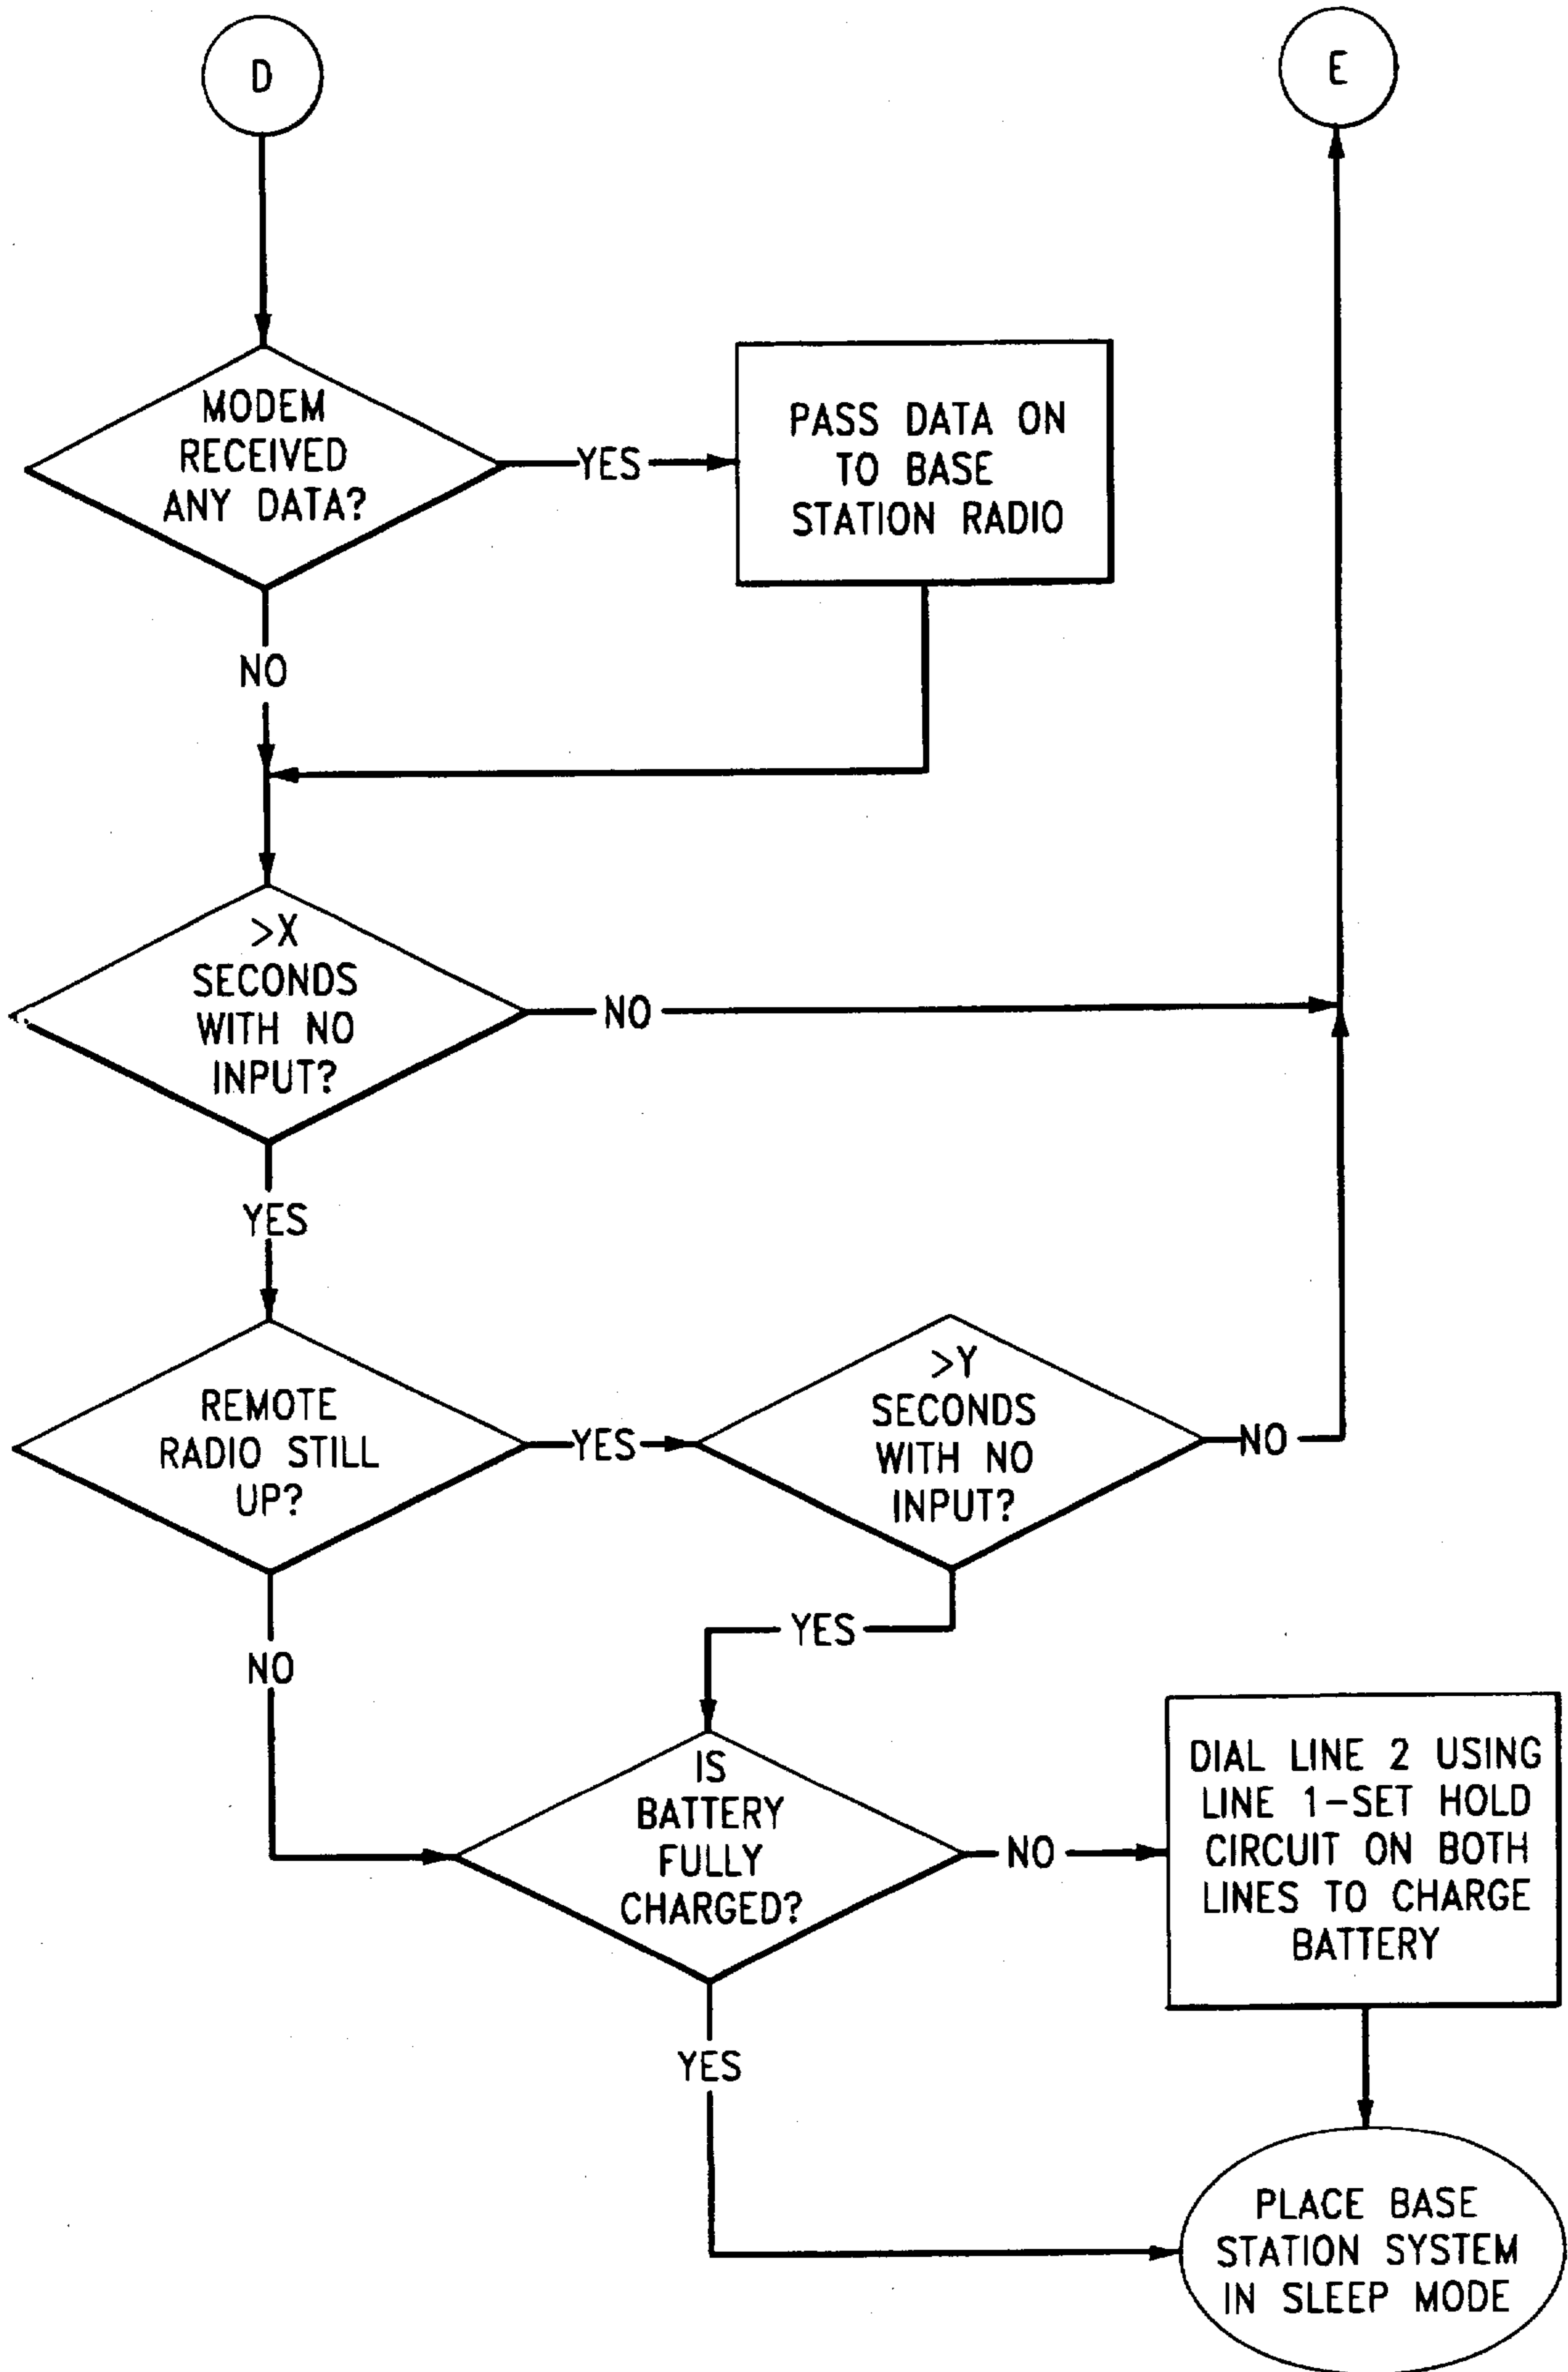 D
E
MODEM
RECEIVED
ANY DATA?
YES
PASS DATA ON
TO BASE
STATION RADIO
NO
>X
SECONDS
WITH NO
INPUT?
NO
YES
REMOTE
RADIO STILL
UP?
YES
>Y
SECONDS
WITH NO
INPUT?
NO
YES
NO
IS
BATTERY
FULLY
CHARGED?
NO
DIAL LINE 2 USING
LINE 1-SET HOLD
CIRCUIT ON BOTH
LINES TO CHARGE
BATTERY
YES
PLACE BASE
STATION SYSTEM
IN SLEEP MODE